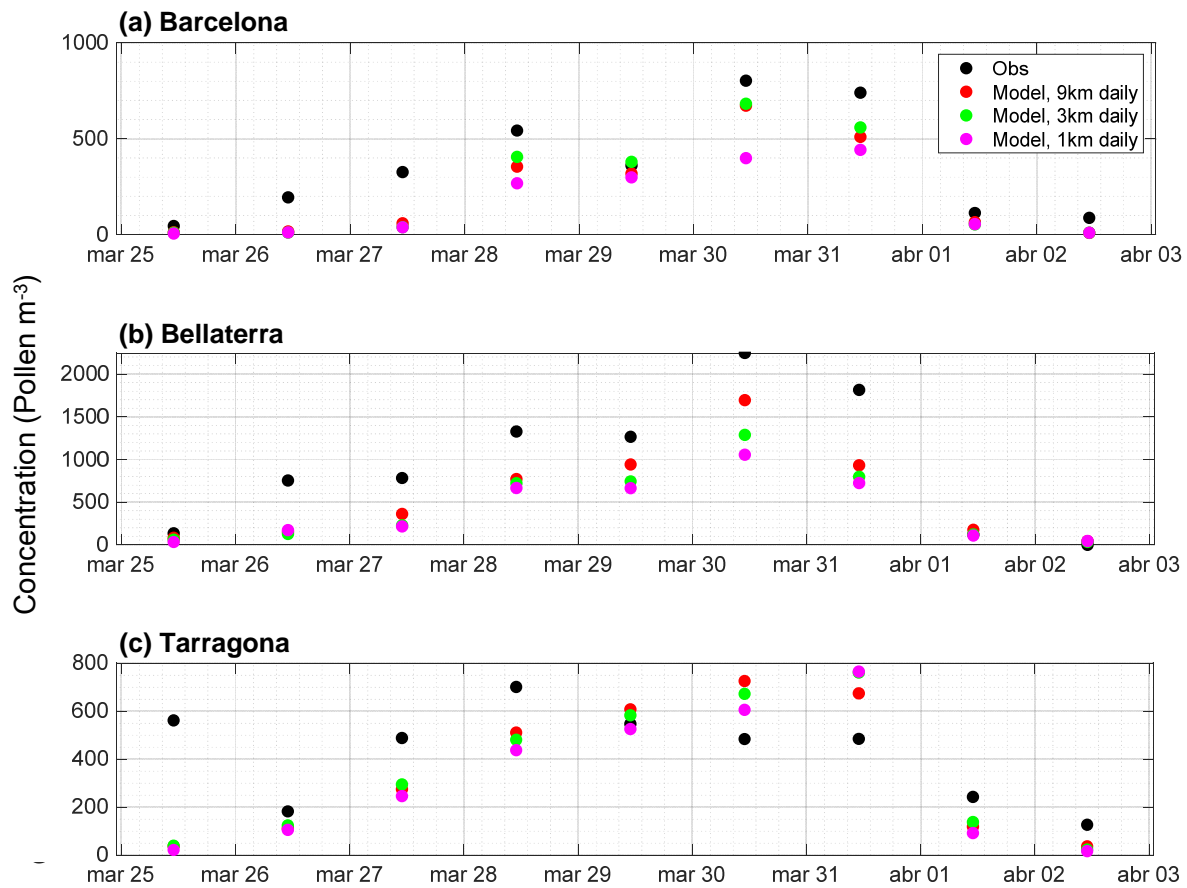 (a) Barcelona
1000
500
0
Obs
Model, 9km daily
Model, 3km daily
Model, 1km daily
mar 25 mar 26 mar 27 mar 28 mar 29 mar 30 mar 31 abr 01 abr 02 abr 03
Concentration (Pollen m-3)
(b) Bellaterra
2000
1500
1000
500
0
mar 25 mar 26 mar 27 mar 28 mar 29 mar 30 mar 31 abr 01 abr 02 abr 03
(c) Tarragona
800
600
400
200
0
mar 25 mar 26 mar 27 mar 28 mar 29 mar 30 mar 31 abr 01 abr 02 abr 03